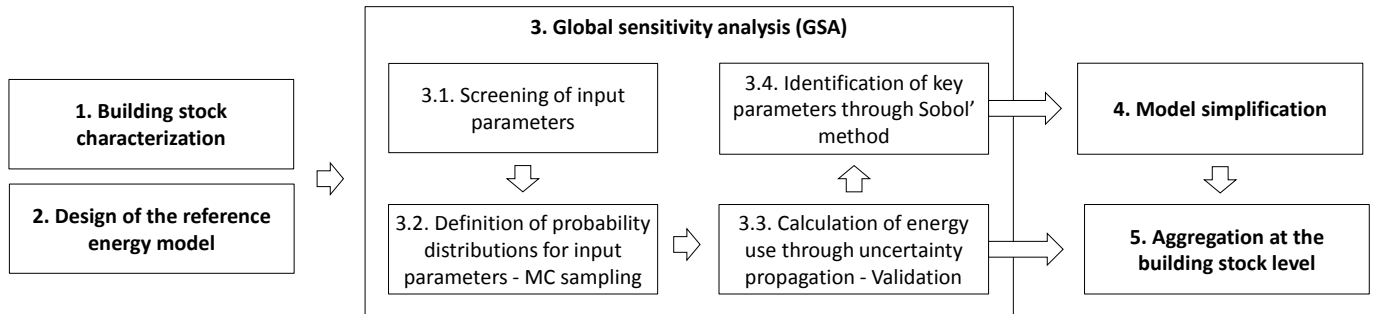 1. Building stock
characterization
2. Design of the reference
energy model
3. Global sensitivity analysis (GSA)
3.1. Screening of input
parameters
3.2. Definition of probability
distributions for input
parameters - MC sampling
3.3. Calculation of energy
use through uncertainty
propagation - Validation
3.4. Identification of key
parameters through Sobol’
method
4. Model simplification
5. Aggregation at the
building stock level